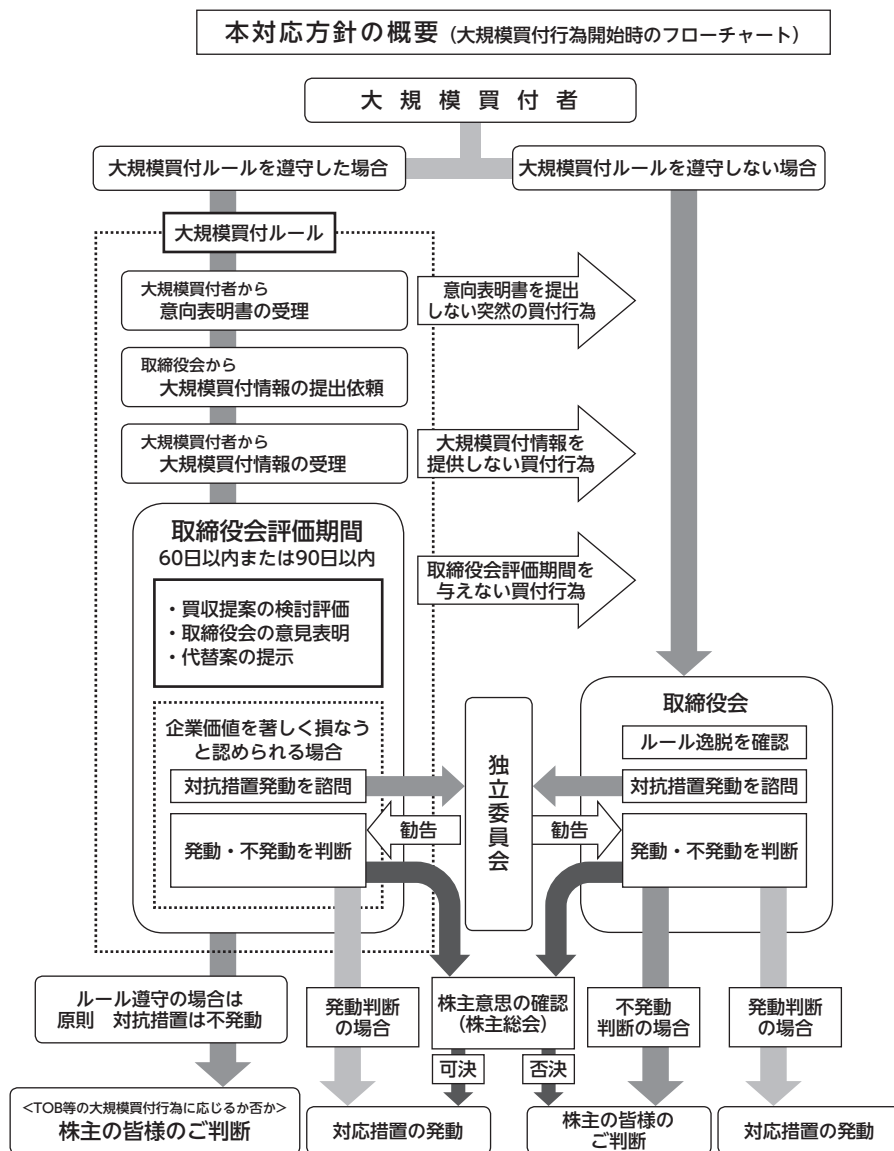 本対応方針の概要（大規模買付行為開始時のフローチャート）
大規模買付者
大規模買付ルールを遵守した場合
大規模買付ルールを遵守しない場合
大規模買付ルール
大規模買付者から
意向表明書の受理
意向表明書を提出
しない突然の買付行為
取締役会から
大規模買付情報の提出依頼
大規模買付者から
大規模買付情報の受理
大規模買付情報を
提供しない買付行為
取締役会評価期間
60日以内または90日以内
取締役会評価期間を
与えない買付行為
・買収提案の検討評価
・取締役会の意見表明
・代替案の提示
企業価値を著しく損なう
と認められる場合
対抗措置発動を諮問
勧告
発動・不発動を判断
独立委員会
取締役会
ルール逸脱を確認
対抗措置発動を諮問
勧告
発動・不発動を判断
ルール遵守の場合は
原則　対抗措置は不発動
発動判断
の場合
株主意思の確認
(株主総会)
不発動
判断の場合
発動判断
の場合
可決
否決
<TOB等の大規模買付行為に応じるか否か>
株主の皆様のご判断
対応措置の発動
株主の皆様の
ご判断
対応措置の発動